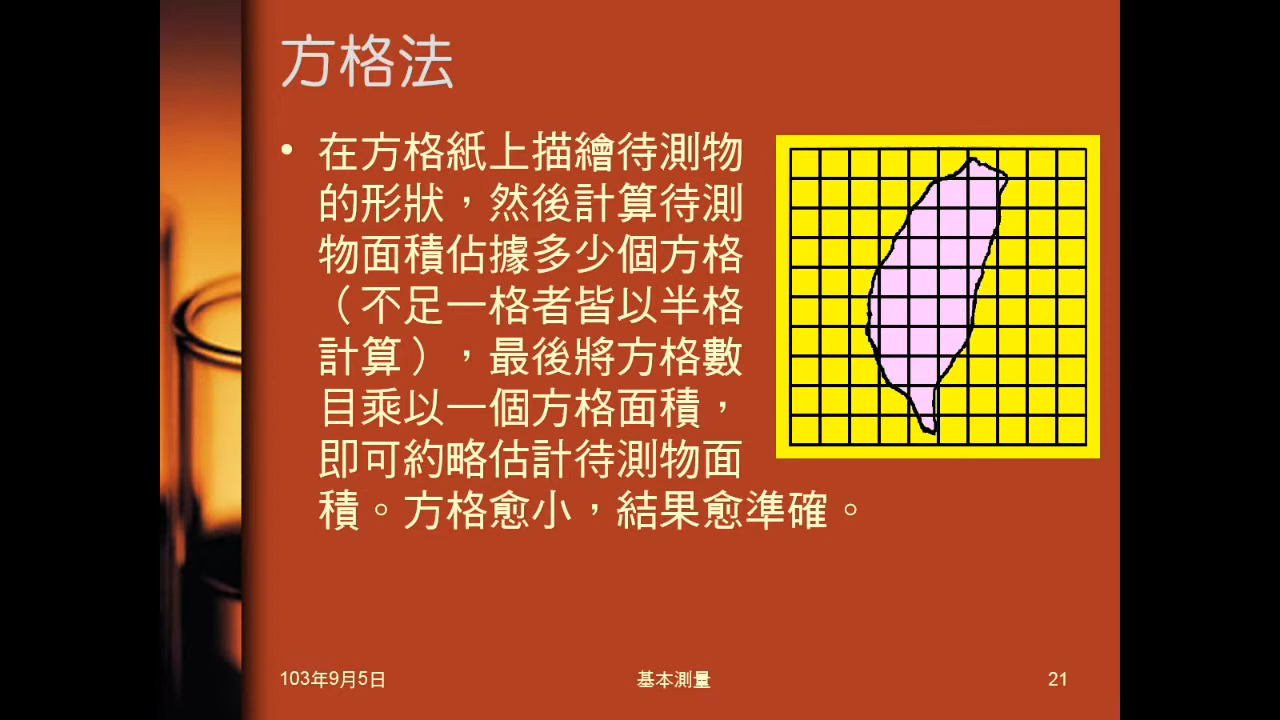 方格法
• 在方格紙上描繪待測物
的形狀，然後計算待測
物面積佔據多少個方格
（不足一格者皆以半格
計算），最後將方格數
目乘以一個方格面積，
即可約略估計待測物面
積。方格愈小，結果愈準確。
103年9月5日
基本測量
21